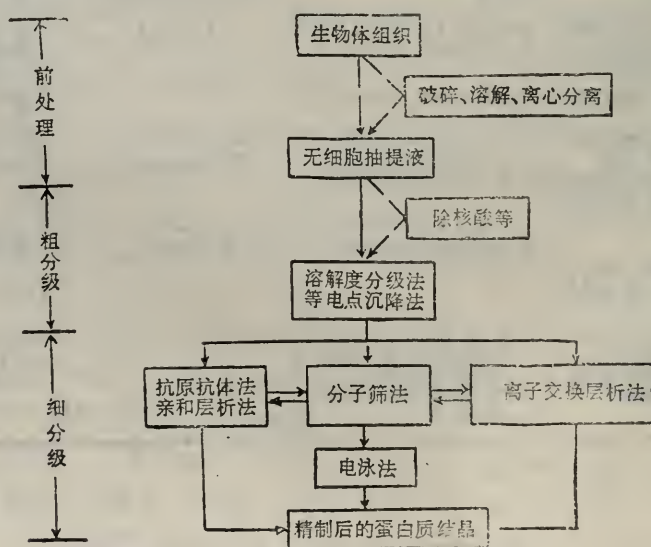 生物体组织
前处理
破碎、溶解、离心分离
无细胞抽提液
除核酸等
粗分级
溶解度分级法
等电点沉降法
抗原抗体法
亲和层析法
分子筛法
离子交换层析法
细分级
电泳法
精制后的蛋白质结晶